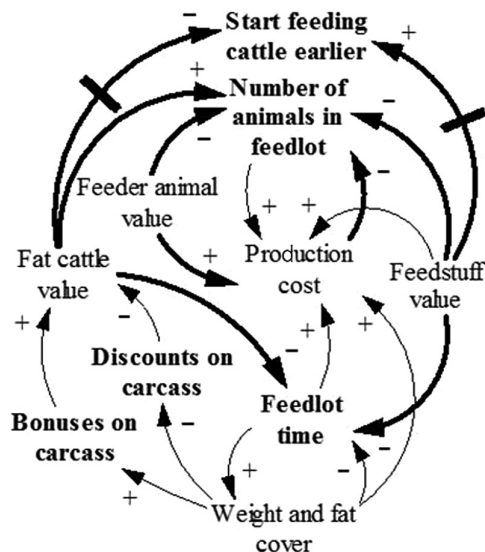 Start feeding
cattle earlier
Number of
animals in
feedlot
Feeder animal
value
Fat cattle
value
Production
cost
Feedstuff
value
Discounts on
carcass
Feedlot
time
Bonuses on
carcass
Weight and fat
cover